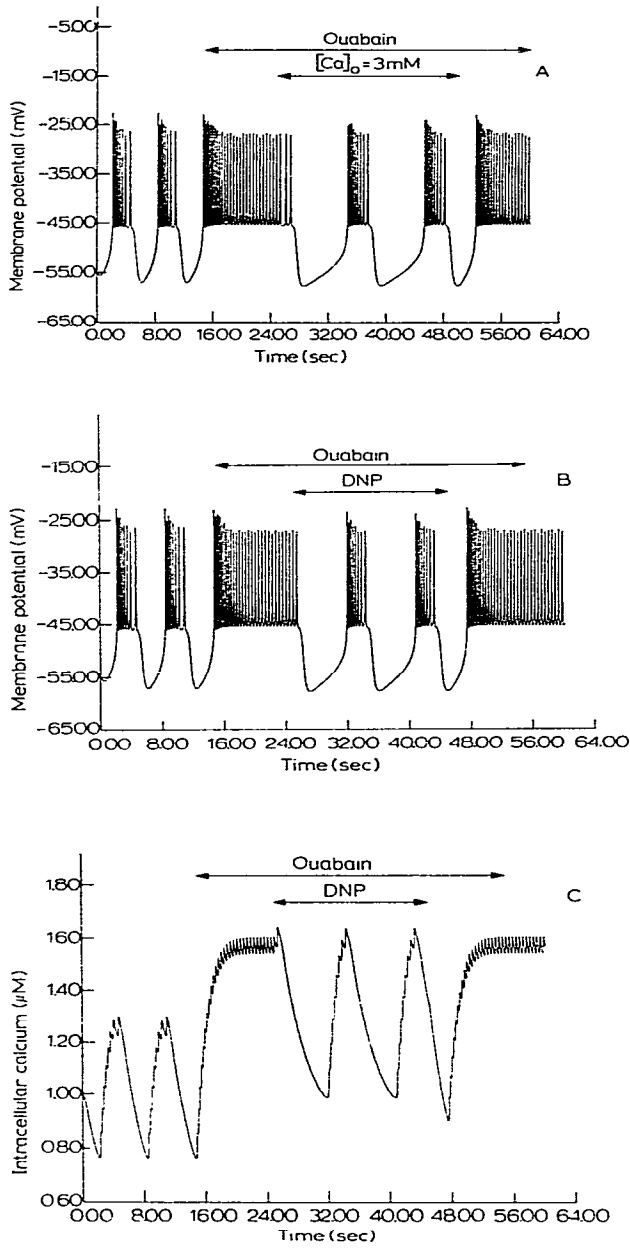 -5.00
Ouabain
-15.00
[Ca]o = 3mM
A
-25.00
-35.00
-45.00
-55.00
-65.00
Membrane potential (mV)
0.00 8.00 16.00 24.00 32.00 40.00 48.00 56.00 64.00
Time (sec)
Ouabain
-15.00
DNP
B
-25.00
-35.00
-45.00
-55.00
-65.00
Membrane potential (mV)
0.00 8.00 16.00 24.00 32.00 40.00 48.00 56.00 64.00
Time (sec)
Ouabain
1.80
DNP
C
1.60
1.40
1.20
1.00
0.80
0.60
Intracellular calcium (µM)
0.00 8.00 16.00 24.00 32.00 40.00 48.00 56.00 64.00
Time (sec)